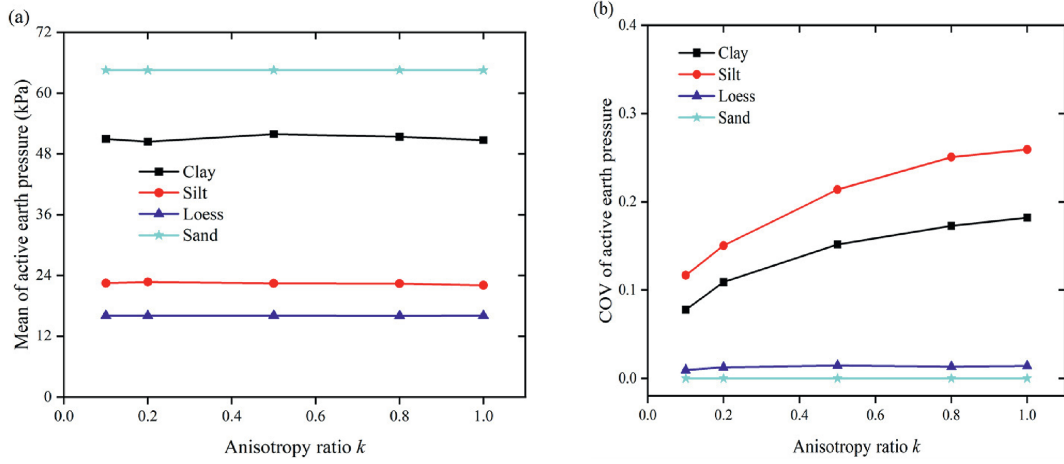 (a)
72
60
48
36
24
12
0
Mean of active earth pressure (kPa)
Clay
Silt
Loess
Sand
0.0
0.2
0.4
0.6
0.8
1.0
Anisotropy ratio k
(b)
0.4
0.3
0.2
0.1
0.0
COV of active earth pressure
Clay
Silt
Loess
Sand
0.0
0.2
0.4
0.6
0.8
1.0
Anisotropy ratio k